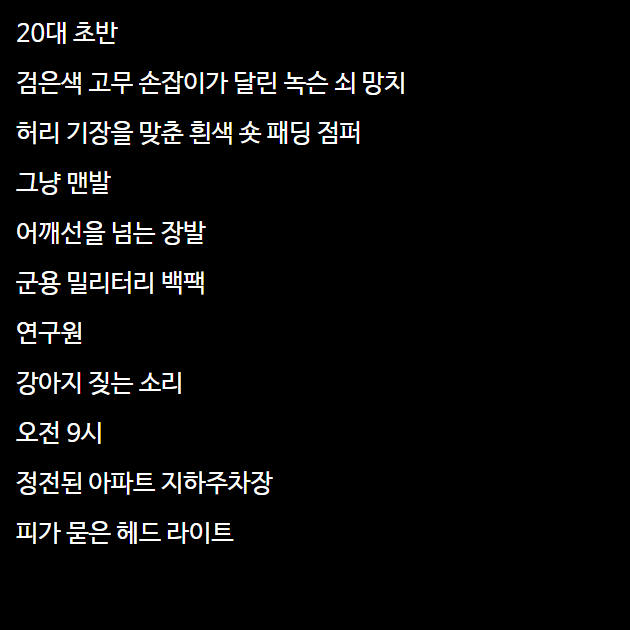 20대 초반
검은색 고무 손잡이가 달린 녹슨 쇠 망치
허리 기장을 맞춘 흰색 숏 패딩 점퍼
그냥 맨발
어깨선을 넘는 장발
군용 밀리터리 백팩
연구원
강아지 짖는 소리
오전 9시
정전된 아파트 지하주차장
피가 묻은 헤드 라이트